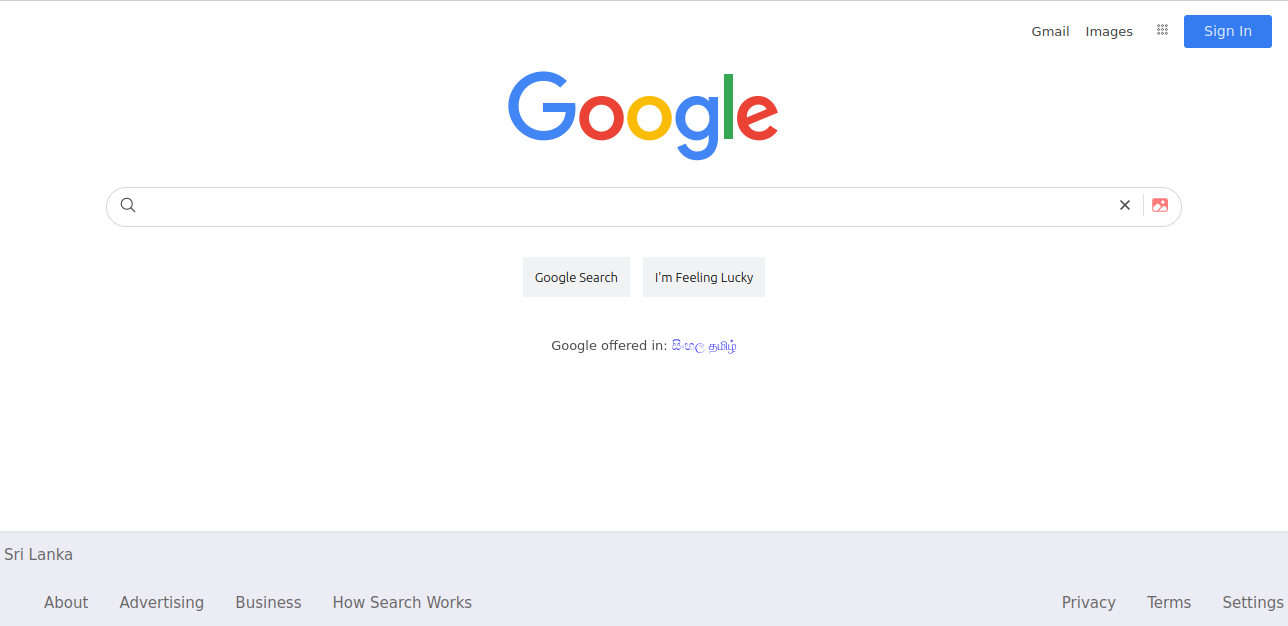 Gmail Images Sign In
Google
Google Search I'm Feeling Lucky
Google offered in: සිංහල தமிழ்
Sri Lanka
About Advertising Business How Search Works Privacy Terms Settings